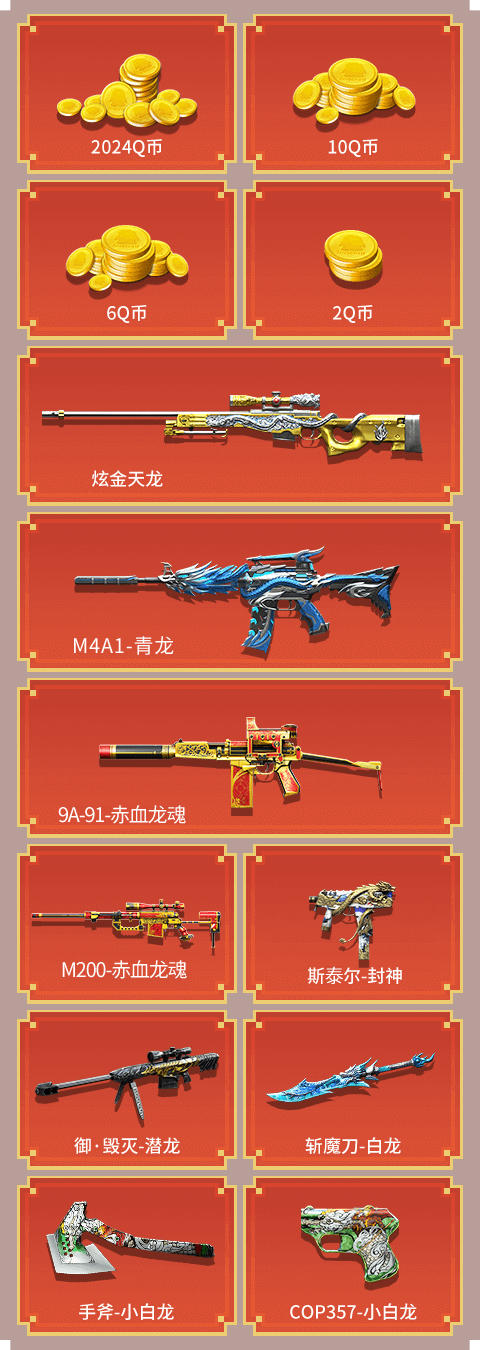 2024Q币
10Q币
6Q币
2Q币
炫金天龙
M4A1-青龙
9A-91-赤血龙魂
M200-赤血龙魂
斯泰尔-封神
御·毁灭-潜龙
斩魔刀-白龙
手斧-小白龙
COP357-小白龙